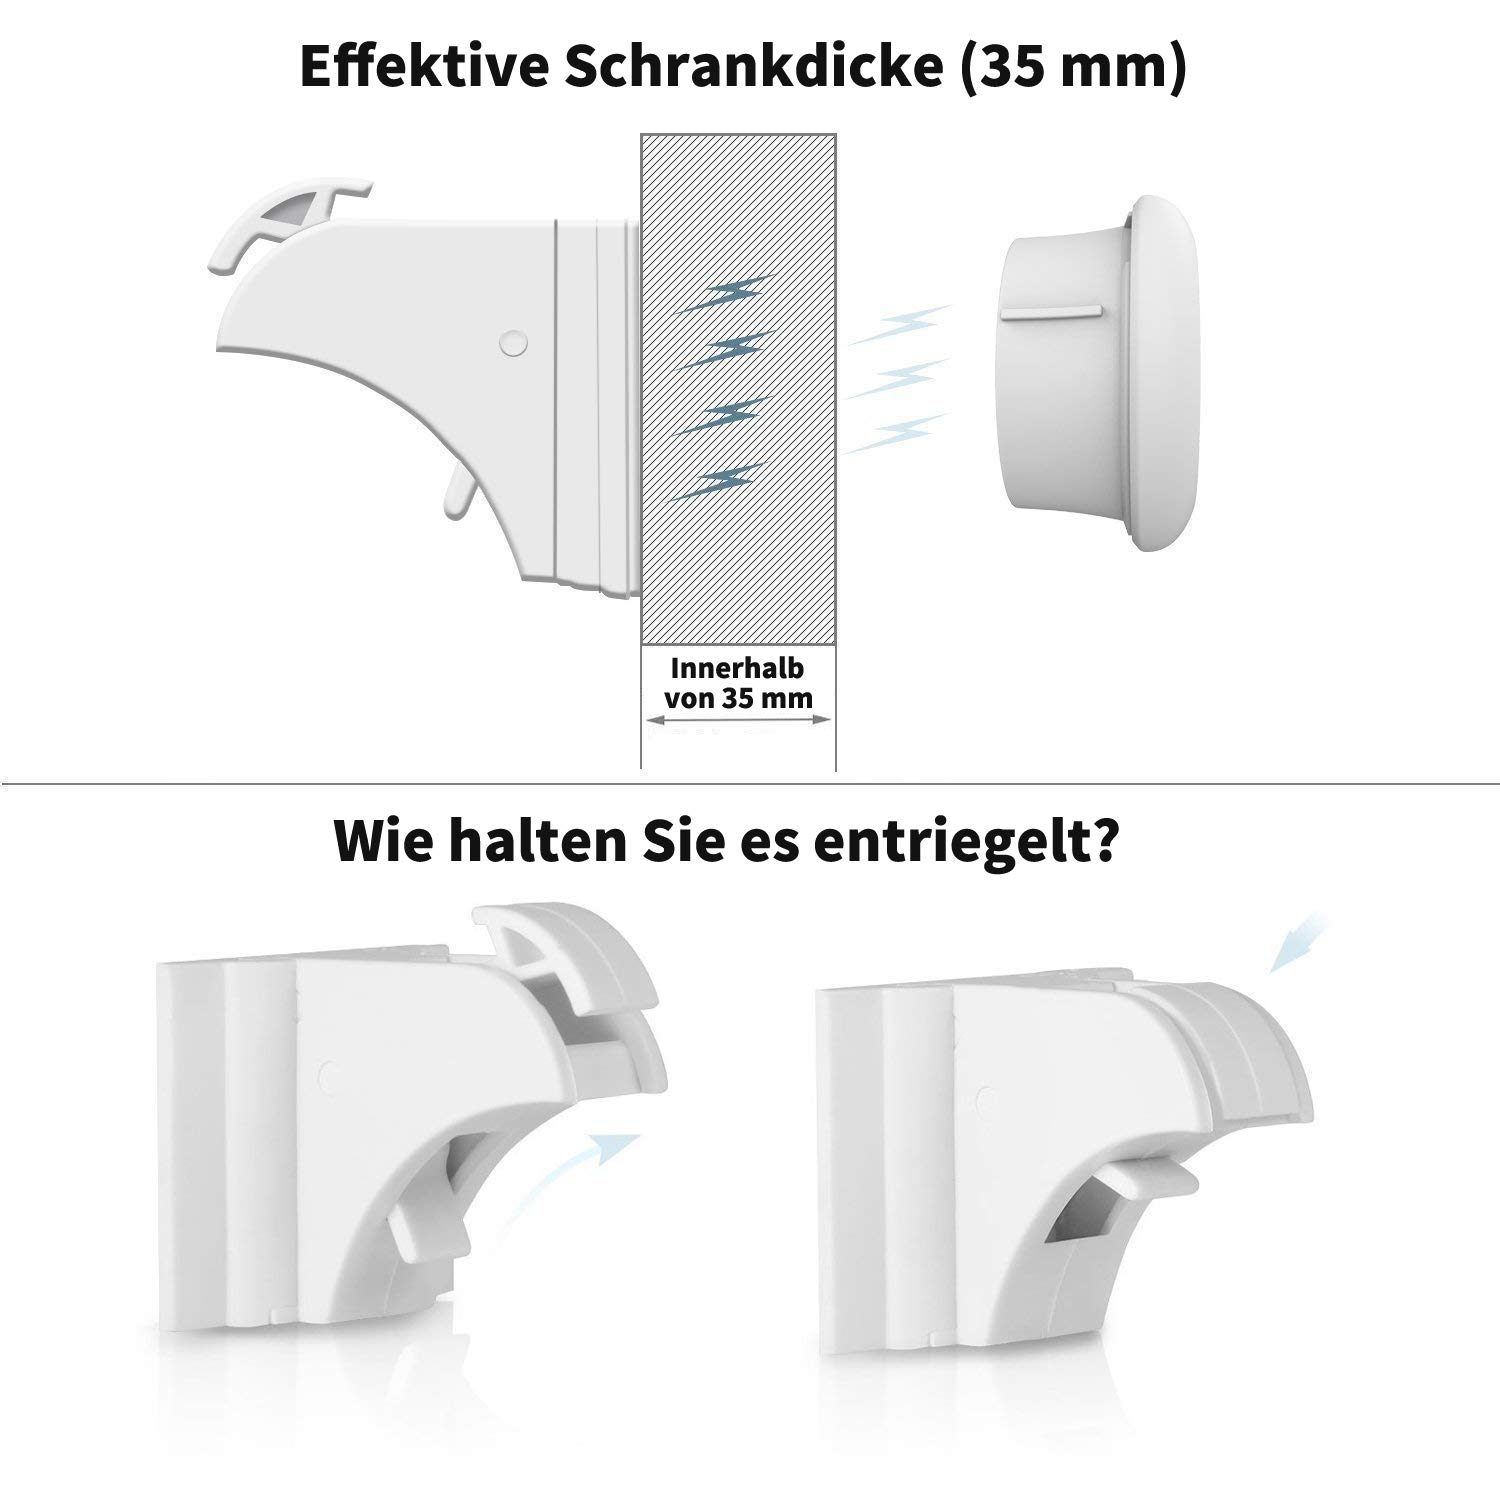 Effektive Schrankdicke (35 mm)
Innerhalb
von 35 mm
Wie halten Sie es entriegelt?